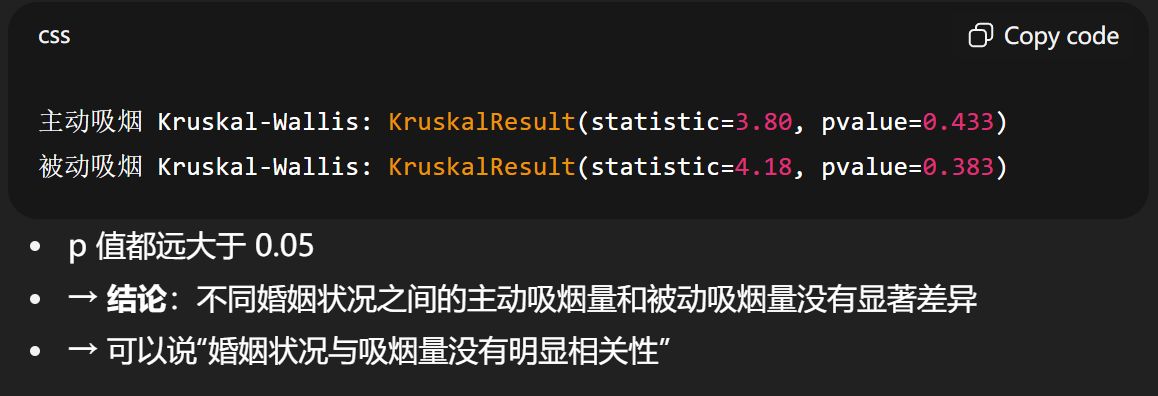 css
Copy code
主动吸烟 Kruskal-Wallis: KruskalResult(statistic=3.80, pvalue=0.433)
被动吸烟 Kruskal-Wallis: KruskalResult(statistic=4.18, pvalue=0.383)
• p 值都远大于 0.05
• → 结论：不同婚姻状况之间的主动吸烟量和被动吸烟量没有显著差异
• → 可以说“婚姻状况与吸烟量没有明显相关性”